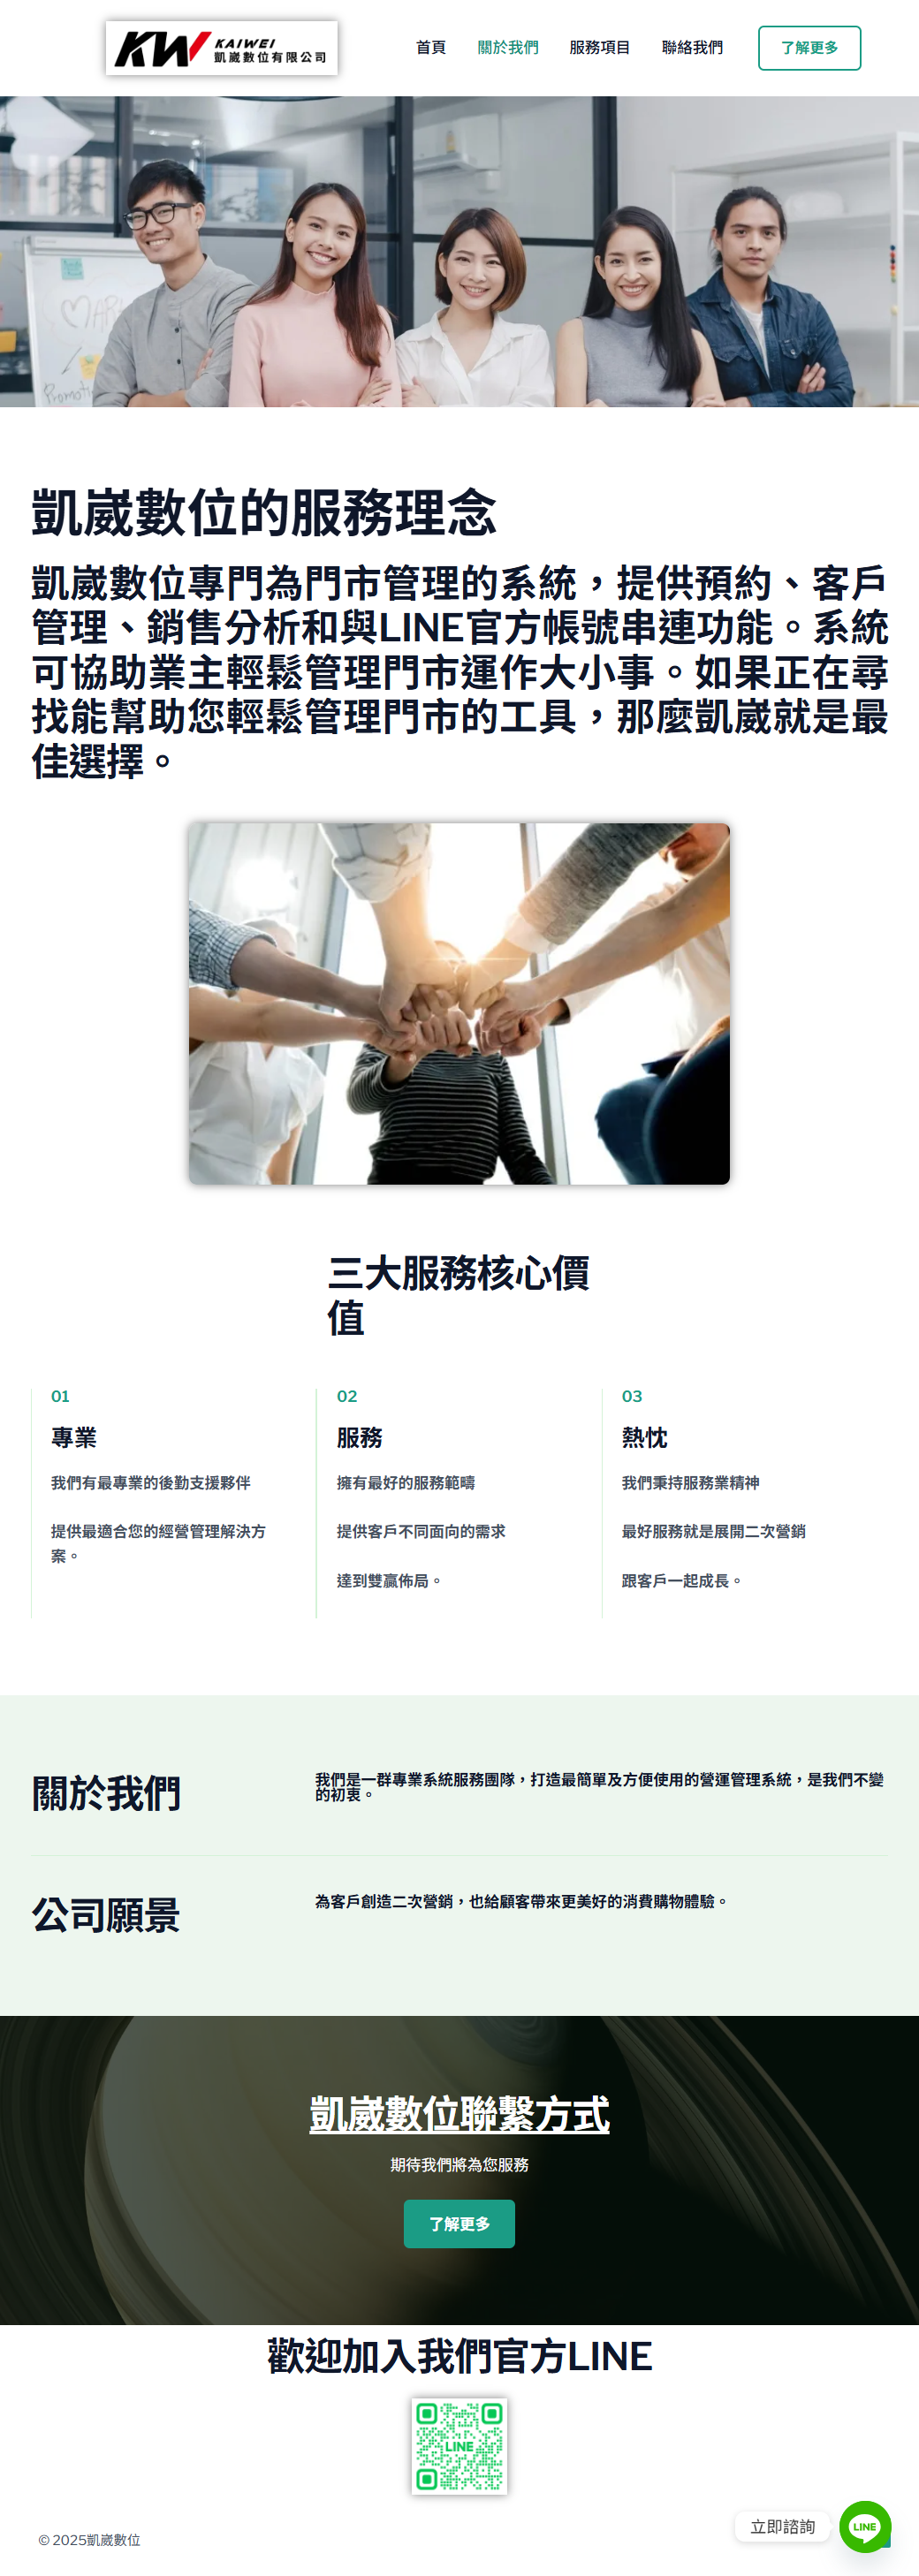 KW KAIWEI
凱崴數位有限公司
首頁
關於我們
服務項目
聯絡我們
了解更多
凱崴數位的服務理念
凱崴數位專門為門市管理的系統，提供預約、客戶
管理、銷售分析和與LINE官方帳號串連功能。系統
可協助業主輕鬆管理門市運作大小事。如果正在尋
找能幫助您輕鬆管理門市的工具，那麼凱崴就是最
佳選擇。
三大服務核心價
值
01
專業
我們有最專業的後勤支援夥伴
提供最適合您的經營管理解決方
案。
02
服務
擁有最好的服務範疇
提供客戶不同面向的需求
達到雙贏佈局。
03
熱忱
我們秉持服務業精神
最好服務就是展開二次營銷
跟客戶一起成長。
關於我們
我們是一群專業系統服務團隊，打造最簡單及方便使用的營運管理系統，是我們不變
的初衷。
公司願景
為客戶創造二次營銷，也給顧客帶來更美好的消費購物體驗。
凱崴數位聯繫方式
期待我們將為您服務
了解更多
歡迎加入我們官方LINE
LINE
© 2025凱崴數位
立即諮詢
LINE